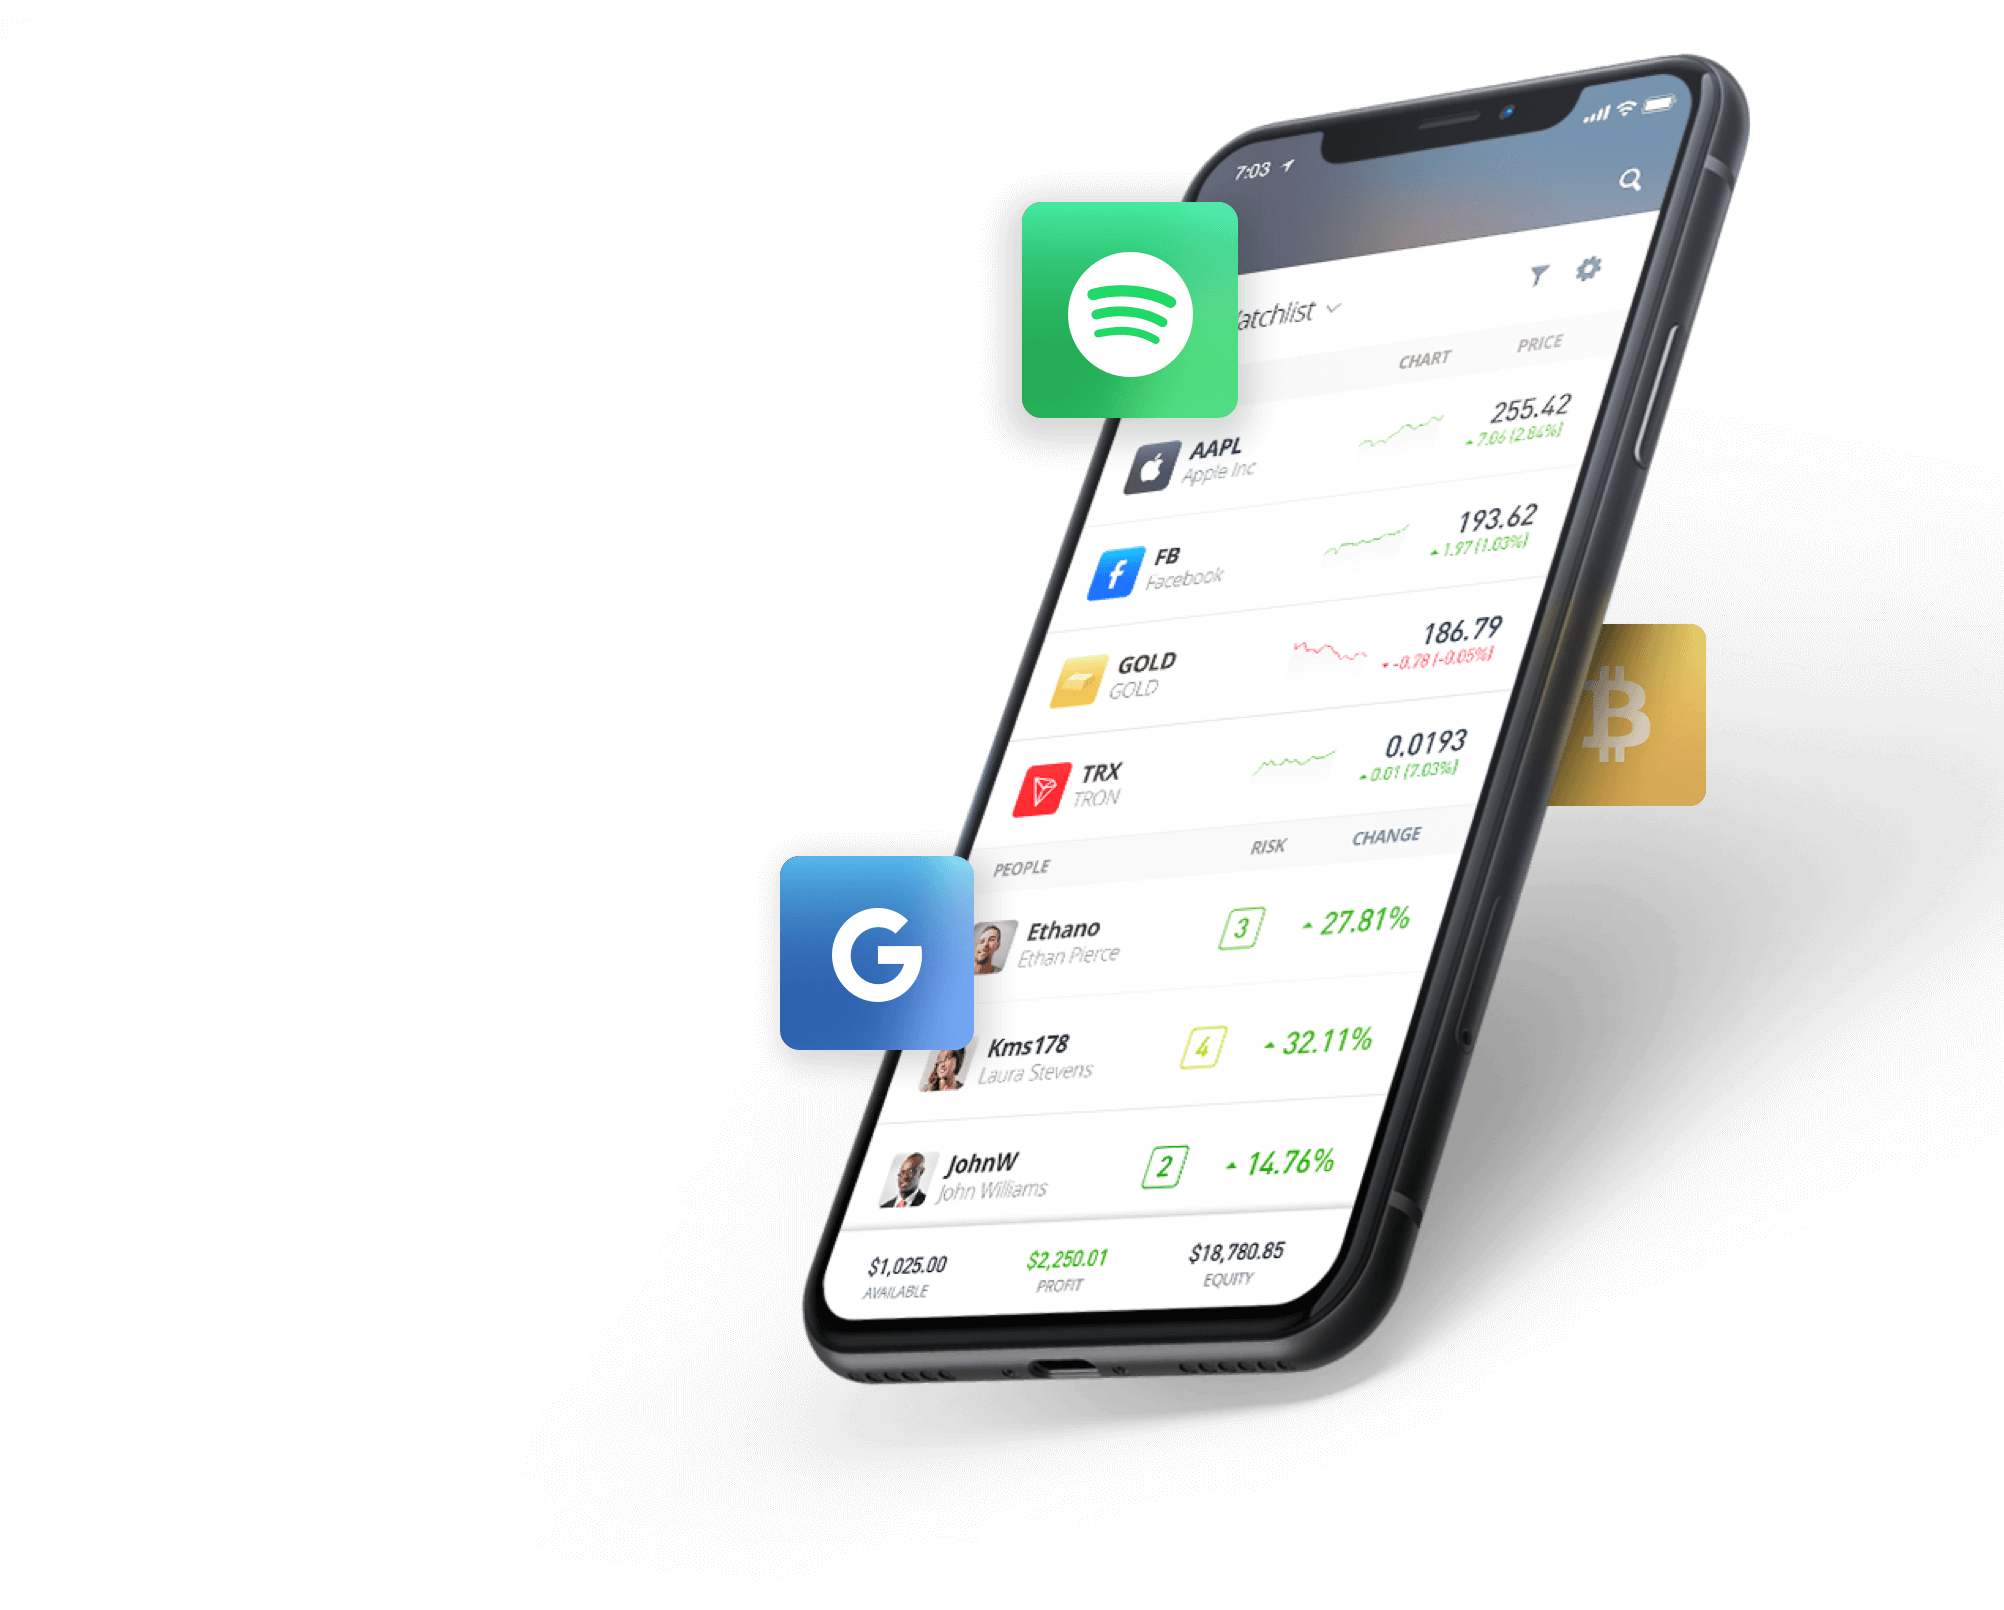 7:03
atchlist
CHART PRICE
AAPL
Apple Inc
255.42
7.06 (2.84%)
FB
Facebook
193.62
1.97 (1.03%)
GOLD
GOLD
186.79
-0.78 (-0.05%)
TRX
TRON
0.0193
0.01 (7.03%)
PEOPLE RISK CHANGE
Ethano
Ethan Pierce
3
27.81%
Kms178
Laura Stevens
4
32.11%
JohnW
John Williams
2
14.76%
$1,025.00 $2,250.01 $18,780.85
AVAILABLE PROFIT EQUITY
G